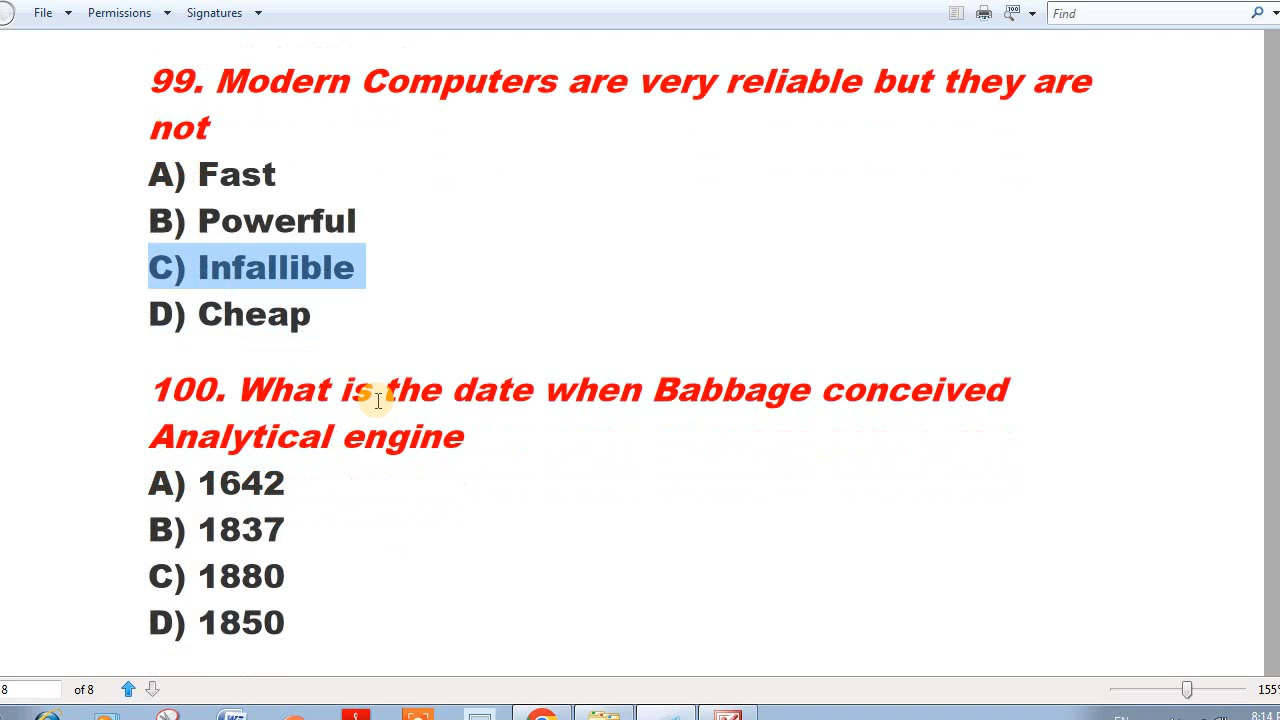 File Permissions Signatures Find
99. Modern Computers are very reliable but they are
not
A) Fast
B) Powerful
C) Infallible
D) Cheap
100. What is the date when Babbage conceived
Analytical engine
A) 1642
B) 1837
C) 1880
D) 1850
8 of 8 155%